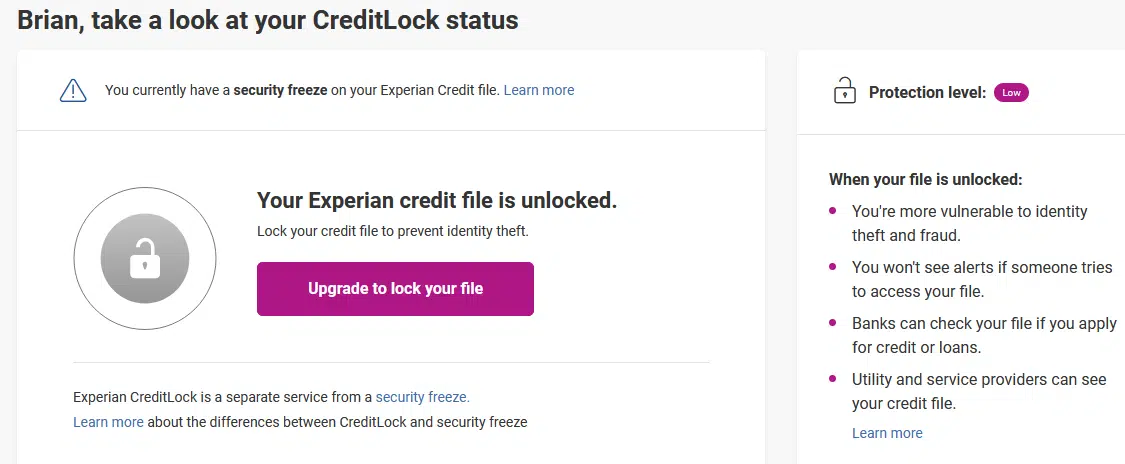 Brian, take a look at your CreditLock status
You currently have a security freeze on your Experian Credit file. Learn more
Your Experian credit file is unlocked.
Lock your credit file to prevent identity theft.
Upgrade to lock your file
Experian CreditLock is a separate service from a security freeze.
Learn more about the differences between CreditLock and security freeze
Protection level: Low
When your file is unlocked:
You're more vulnerable to identity
theft and fraud.
You won't see alerts if someone tries
to access your file.
Banks can check your file if you apply
for credit or loans.
Utility and service providers can see
your credit file.
Learn more